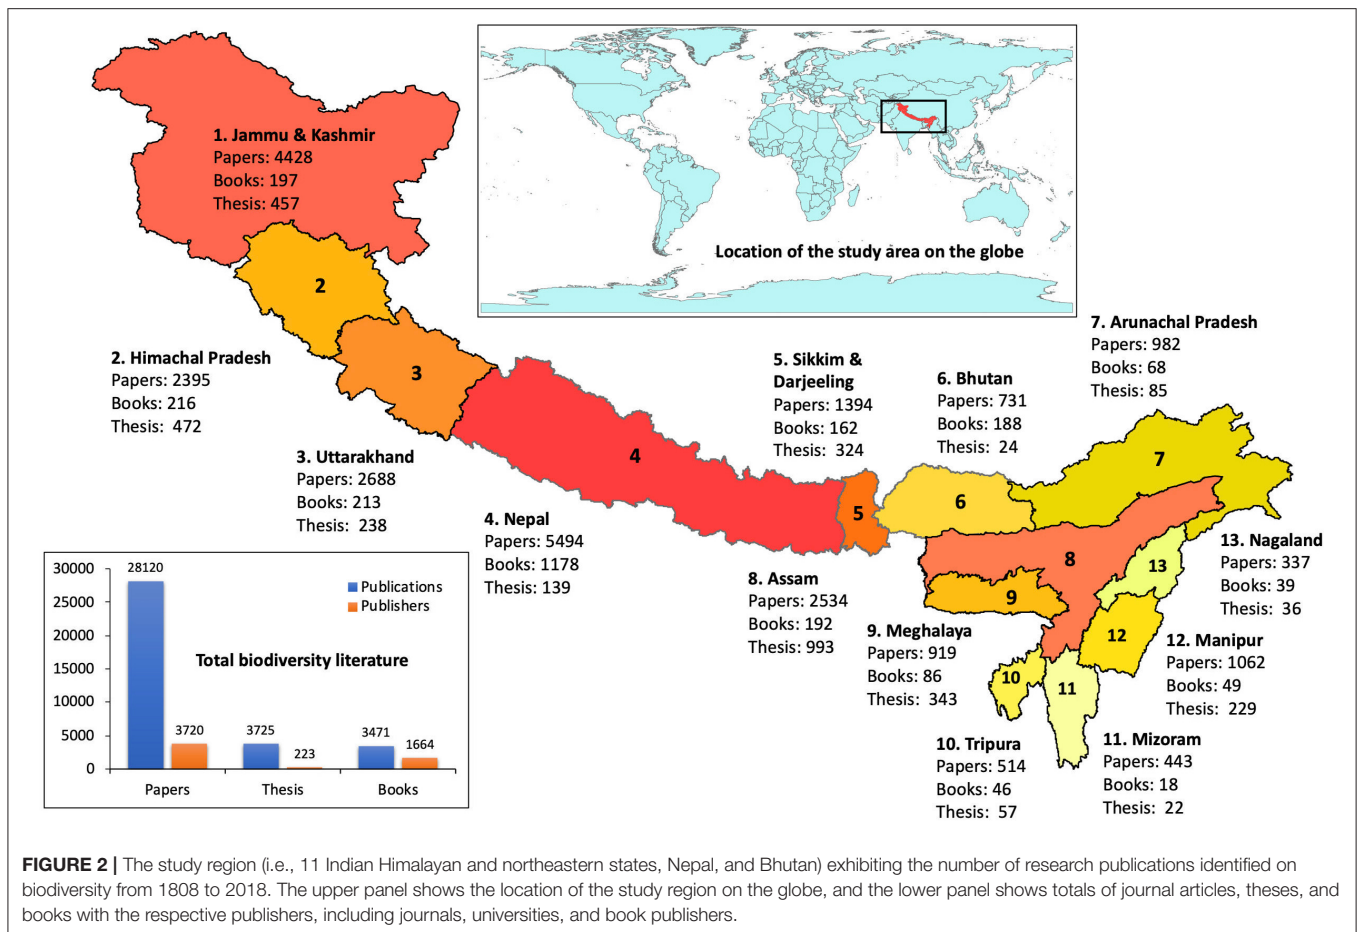 1. Jammu & Kashmir
Papers: 4428
Books: 197
Thesis: 457
Location of the study area on the globe
2
2. Himachal Pradesh
Papers: 2395
Books: 216
Thesis: 472
3
3. Uttarakhand
Papers: 2688
Books: 213
Thesis: 238
4
4. Nepal
Papers: 5494
Books: 1178
Thesis: 139
5. Sikkim &
Darjeeling
Papers: 1394
Books: 162
Thesis: 324
5
6. Bhutan
Papers: 731
Books: 188
Thesis: 24
6
7. Arunachal Pradesh
Papers: 982
Books: 68
Thesis: 85
7
8
8. Assam
Papers: 2534
Books: 192
Thesis: 993
9
9. Meghalaya
Papers: 919
Books: 86
Thesis: 343
10
10. Tripura
Papers: 514
Books: 46
Thesis: 57
11
11. Mizoram
Papers: 443
Books: 18
Thesis: 22
12
12. Manipur
Papers: 1062
Books: 49
Thesis: 229
13
13. Nagaland
Papers: 337
Books: 39
Thesis: 36
Total biodiversity literature
Publications
Publishers
30000
25000
20000
15000
10000
5000
0
28120
3720
3725
223
3471
1664
Papers
Thesis
Books
FIGURE 2 | The study region (i.e., 11 Indian Himalayan and northeastern states, Nepal, and Bhutan) exhibiting the number of research publications identified on
biodiversity from 1808 to 2018. The upper panel shows the location of the study region on the globe, and the lower panel shows totals of journal articles, theses, and
books with the respective publishers, including journals, universities, and book publishers.